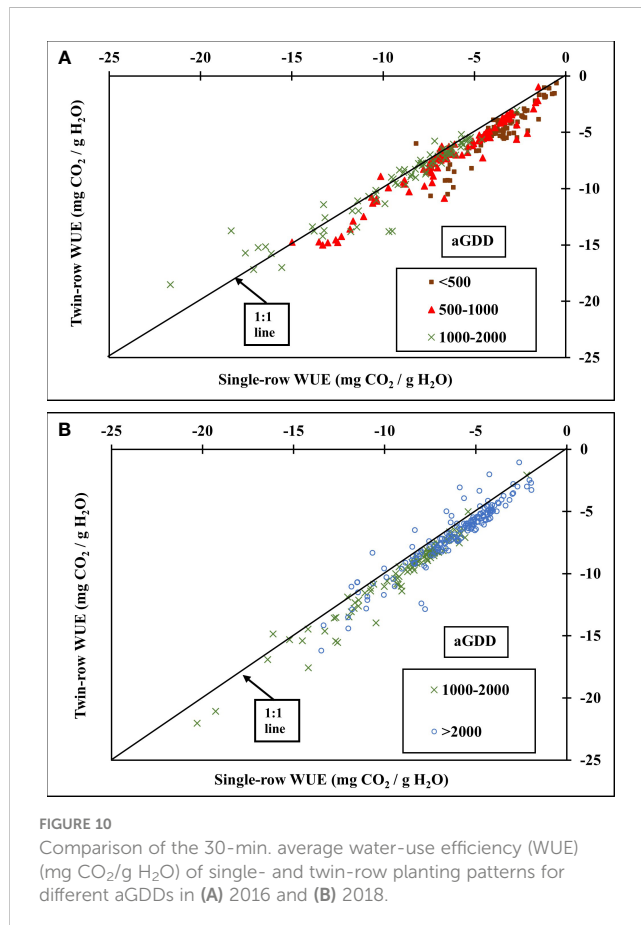 A
-25 -20 -15 -10 -5 0
0
-5
-10
-15
-20
-25
Twin-row WUE (mg CO2 / g H2O)
aGDD
<500
500-1000
1000-2000
1:1
line
Single-row WUE (mg CO2 / g H2O)
B
-25 -20 -15 -10 -5 0
0
-5
-10
-15
-20
-25
Twin-row WUE (mg CO2 / g H2O)
aGDD
1000-2000
>2000
1:1
line
Single-row WUE (mg CO2 / g H2O)
FIGURE 10
Comparison of the 30-min. average water-use efficiency (WUE)
(mg CO2/g H2O) of single- and twin-row planting patterns for
different aGDDs in (A) 2016 and (B) 2018.